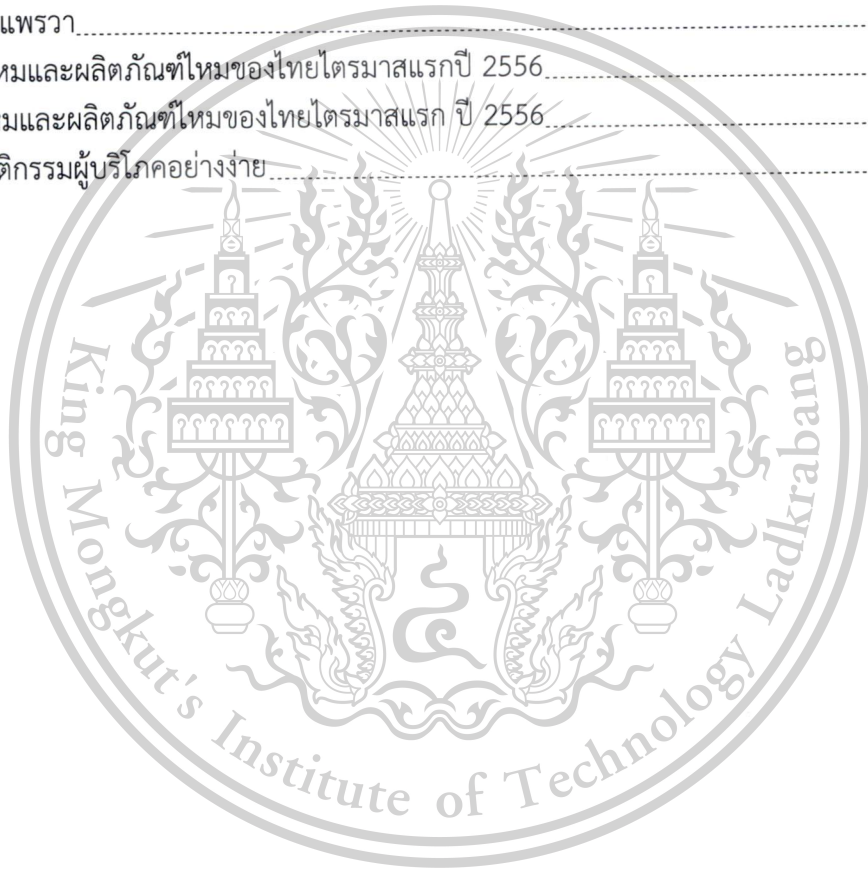 แพรวา
หมและผลิตภัณฑ์ไหมของไทยไตรมาสแรกปี 2556
รมและผลิตภัณฑ์ไหมของไทยไตรมาสแรก ปี 2556
ติกรรมผู้บริโภคอย่างง่าย
King Mongkut's Institute of Technology Ladkrabang